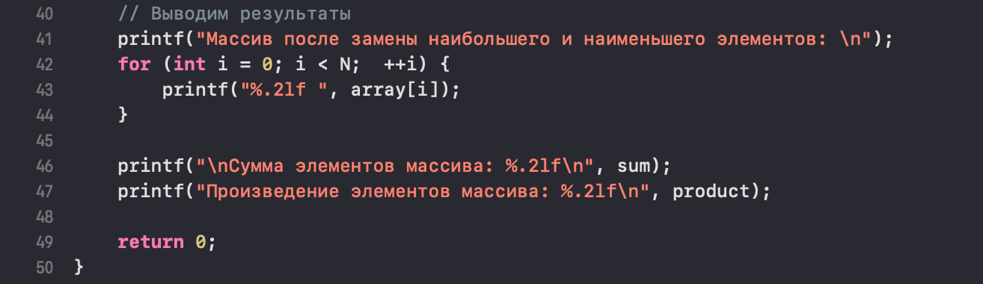 40 // Выводим результаты
41 printf("Массив после замены наибольшего и наименьшего элементов: \n");
42 for (int i = 0; i < N;  ++i) {
43 printf("%.2lf ", array[i]);
44 }
45
46 printf("\nСумма элементов массива: %.2lf\n", sum);
47 printf("Произведение элементов массива: %.2lf\n", product);
48
49 return 0;
50 }